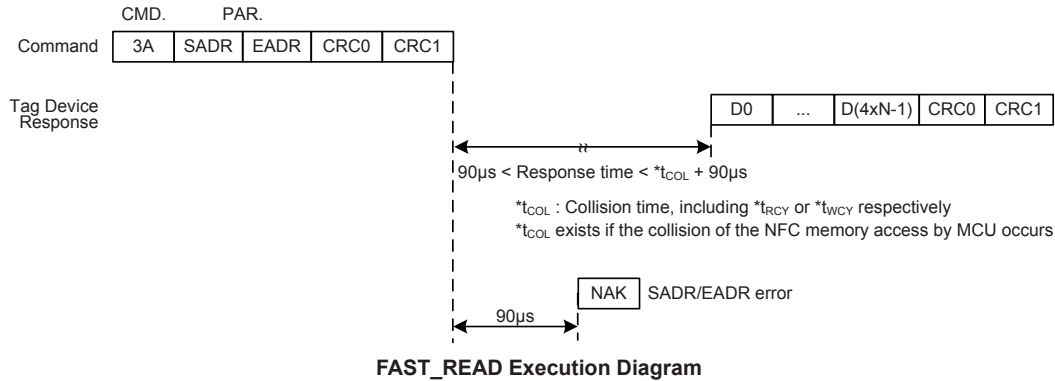 CMD. PAR.
Command 3A SADR EADR CRC0 CRC1
Tag Device
Response
D0 ... D(4xN-1) CRC0 CRC1
90µs < Response time < *tCOL + 90µs
*tCOL : Collision time, including *tRCY or *tWCY respectively
*tCOL exists if the collision of the NFC memory access by MCU occurs
NAK SADR/EADR error
90µs
FAST_READ Execution Diagram